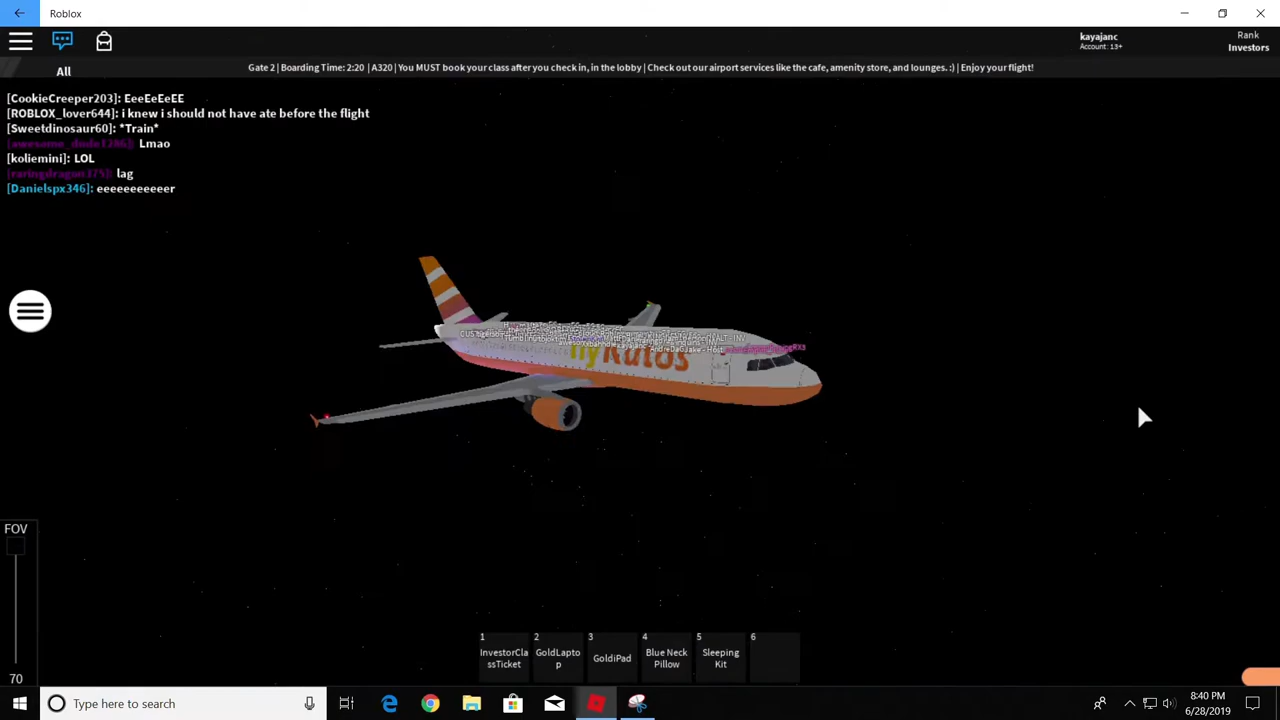 Roblox
kayajanc
Account: 13+
Rank
Investors
All
Gate 2 | Boarding Time: 2:20 | A320 | You MUST book your class after you check in, in the lobby | Check out our airport services like the cafe, amenity store, and lounges. :) | Enjoy your flight!
[CookieCreeper203]: EeeEeEeEE
[ROBLOX_lover644]: i knew i should not have ate before the flight
[Sweetdinosaur60]: *Train*
Lmao
[koliemini]: LOL
[raringdragon375]: lag
[Danielspx346]: eeeeeeeeeeer
AndreDaGJake - Host
FOV
70
1
2
3
4
5
6
InvestorCla
ssTicket
GoldLapto
p
GoldiPad
Blue Neck
Pillow
Sleeping
Kit
Type here to search
8:40 PM
6/28/2019